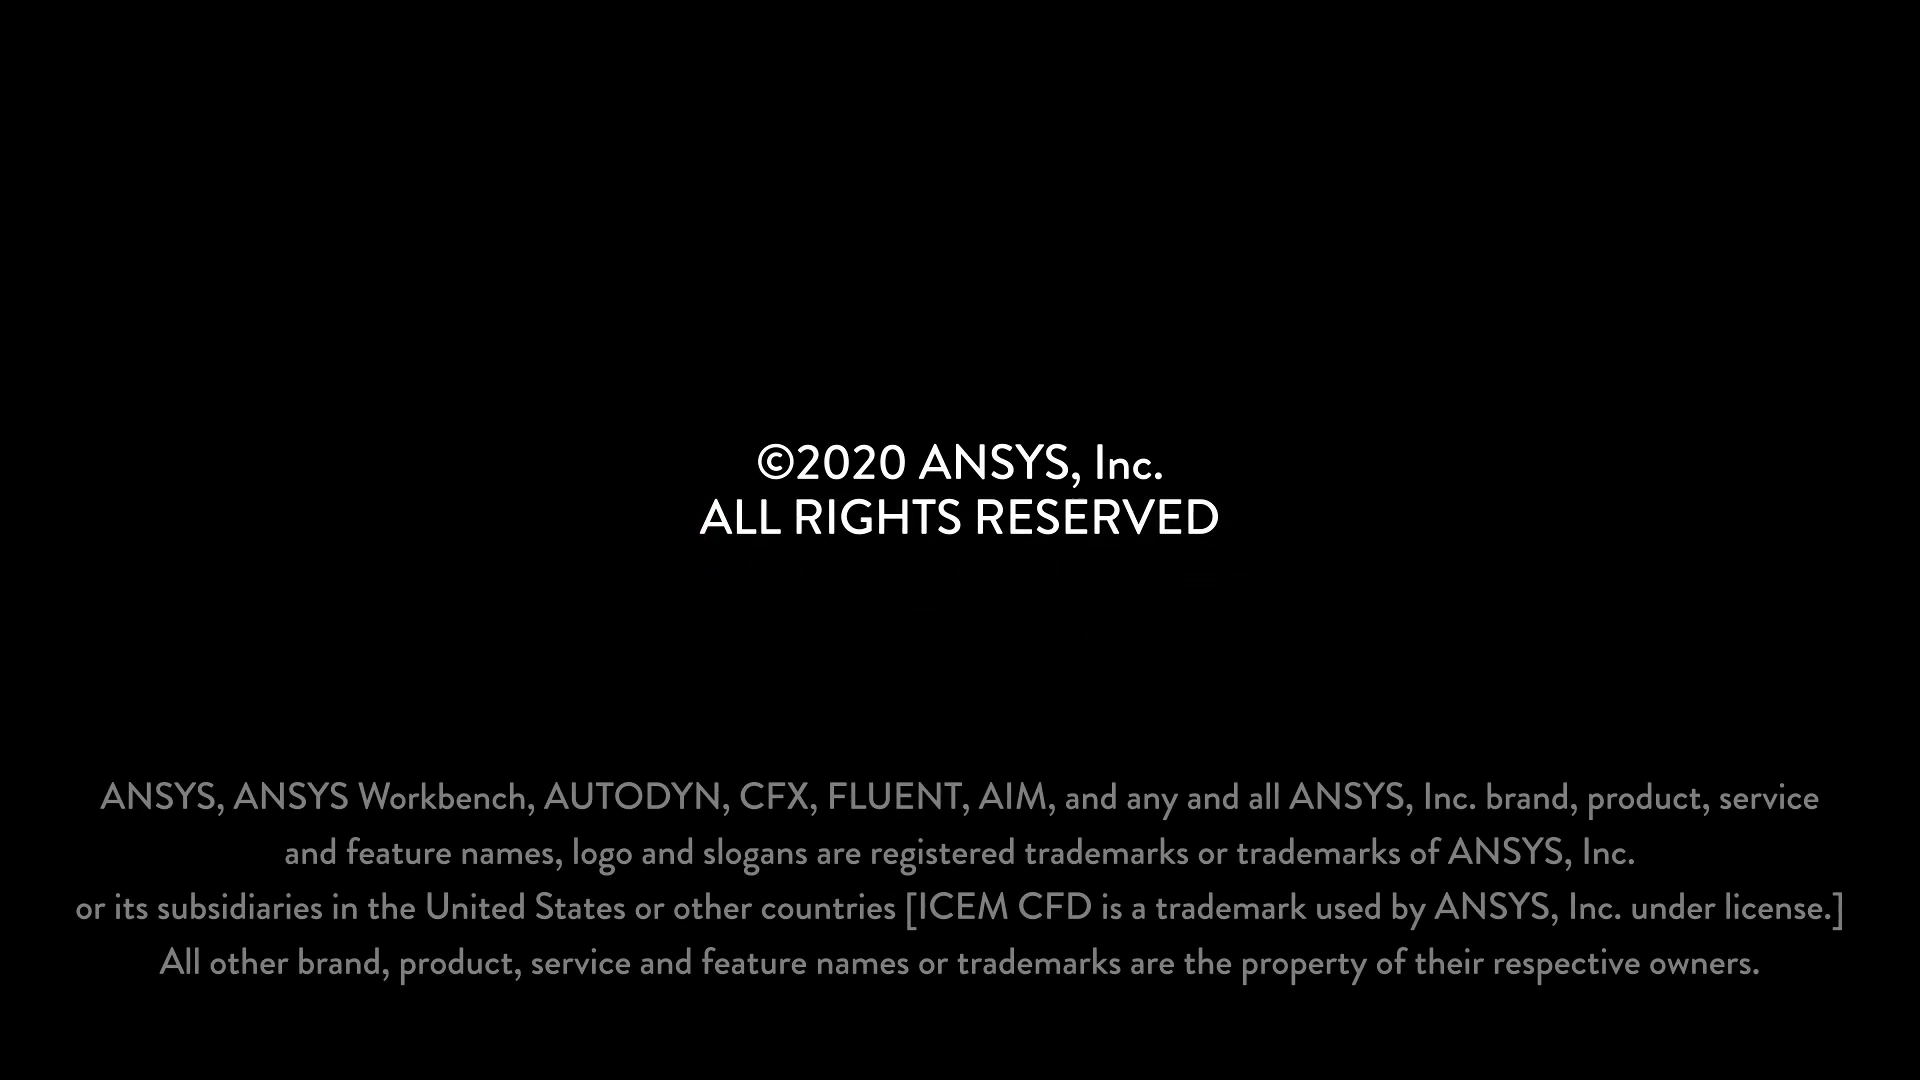 ©2020 ANSYS, Inc.
ALL RIGHTS RESERVED
ANSYS, ANSYS Workbench, AUTODYN, CFX, FLUENT, AIM, and any and all ANSYS, Inc. brand, product, service
and feature names, logo and slogans are registered trademarks or trademarks of ANSYS, Inc.
or its subsidiaries in the United States or other countries [ICEM CFD is a trademark used by ANSYS, Inc. under license.]
All other brand, product, service and feature names or trademarks are the property of their respective owners.